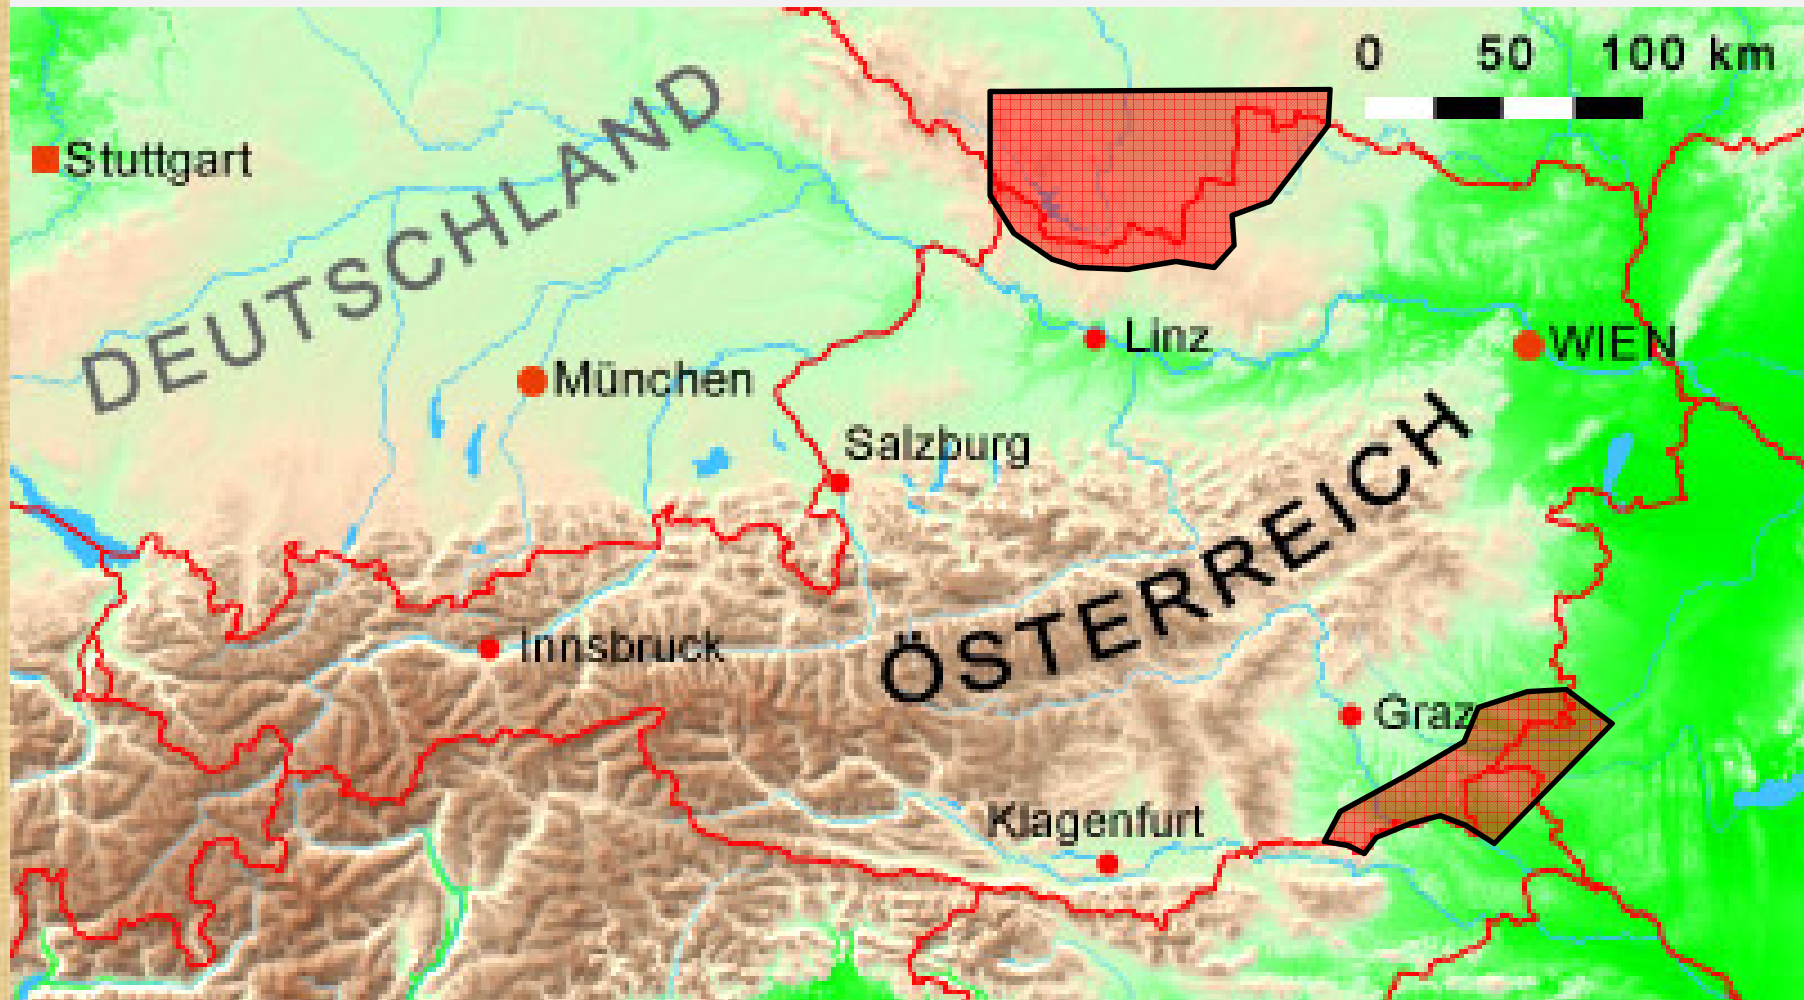 0 50 100 km
DEUTSCHLAND
Stuttgart
Linz
WIEN
München
Salzburg
ÖSTERREICH
Innsbruck
Graz
Klagenfurt